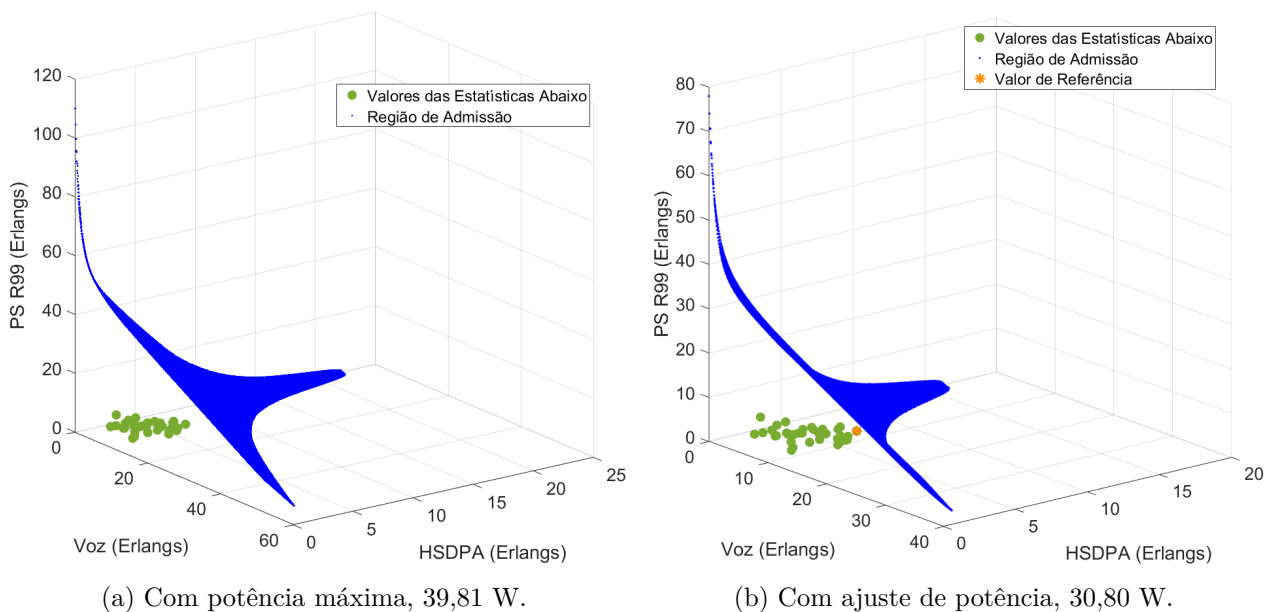 Valores das Estatísticas Abaixo
Região de Admissão
PS R99 (Erlangs)
120
100
80
60
40
20
0
0
20
40
60
Voz (Erlangs)
0
5
10
15
20
25
HSDPA (Erlangs)
(a) Com potência máxima, 39,81 W.
Valores das Estatísticas Abaixo
Região de Admissão
Valor de Referência
PS R99 (Erlangs)
80
70
60
50
40
30
20
10
0
0
10
20
30
40
Voz (Erlangs)
0
5
10
15
20
HSDPA (Erlangs)
(b) Com ajuste de potência, 30,80 W.